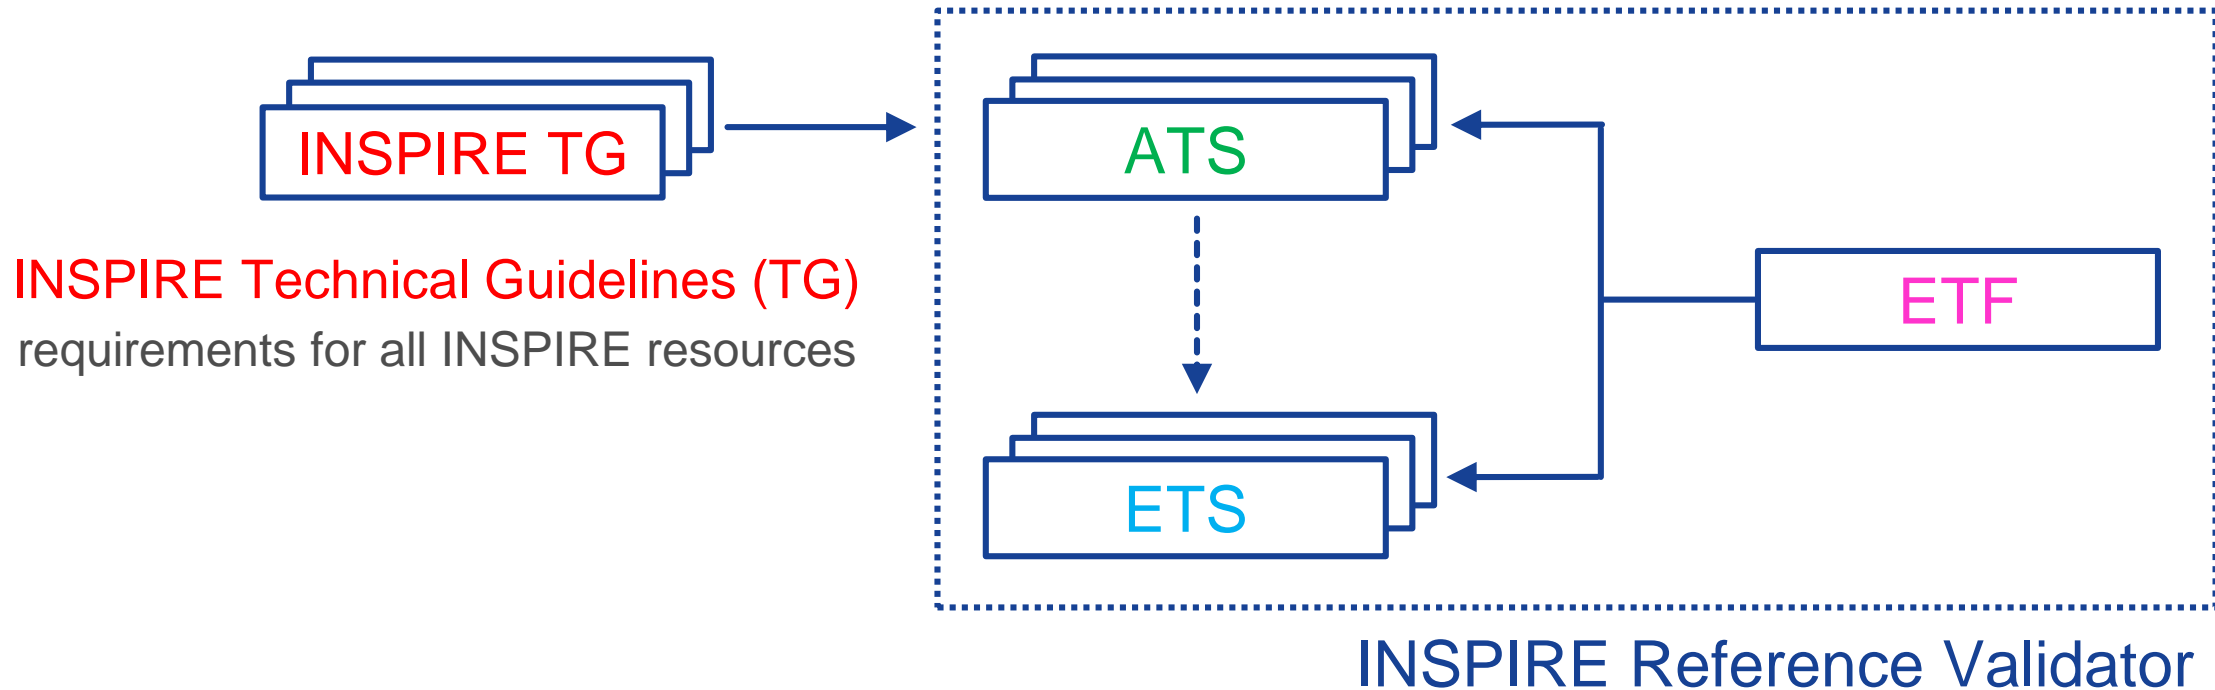 INSPIRE TG
INSPIRE Technical Guidelines (TG)
requirements for all INSPIRE resources
ATS
ETS
ETF
INSPIRE Reference Validator